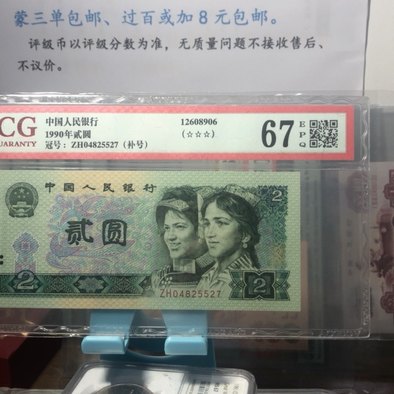 蒙三单包邮、过百或加8元包邮。
评级币以评级分数为准，无质量问题不接收售后、
不议价。
CG
UARANTY
中国人民银行
1990年贰圆
冠号：ZH04825527（补号）
12608906
(☆☆☆)
67 EPQ
中国人民银行
贰圆
2
2
2
ZH04825527